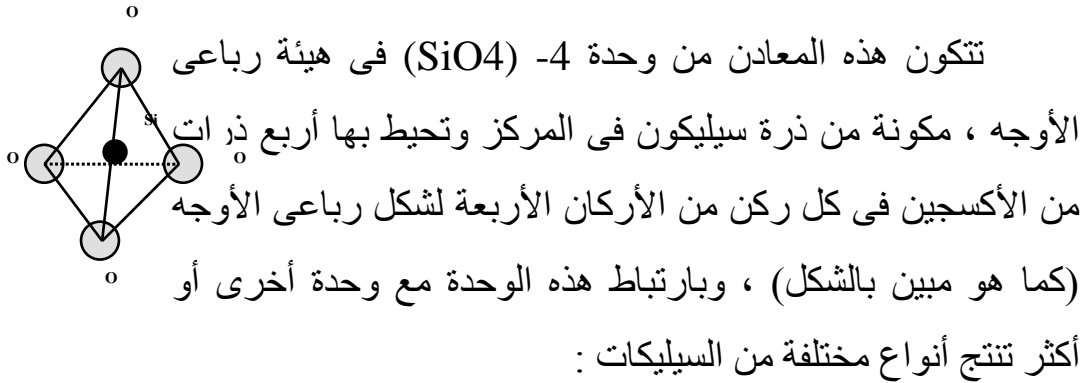 O
تتكون هذه المعادن من وحدة 4- (SiO4) فى هيئة رباعى
Si
الأوجه ، مكونة من ذرة سيليكون فى المركز وتحيط بها أربع ذرات
O
O
من الأكسجين فى كل ركن من الأركان الأربعة لشكل رباعى الأوجه
O
(كما هو مبين بالشكل) ، وبارتباط هذه الوحدة مع وحدة أخرى أو
أكثر تنتج أنواع مختلفة من السيليكات :